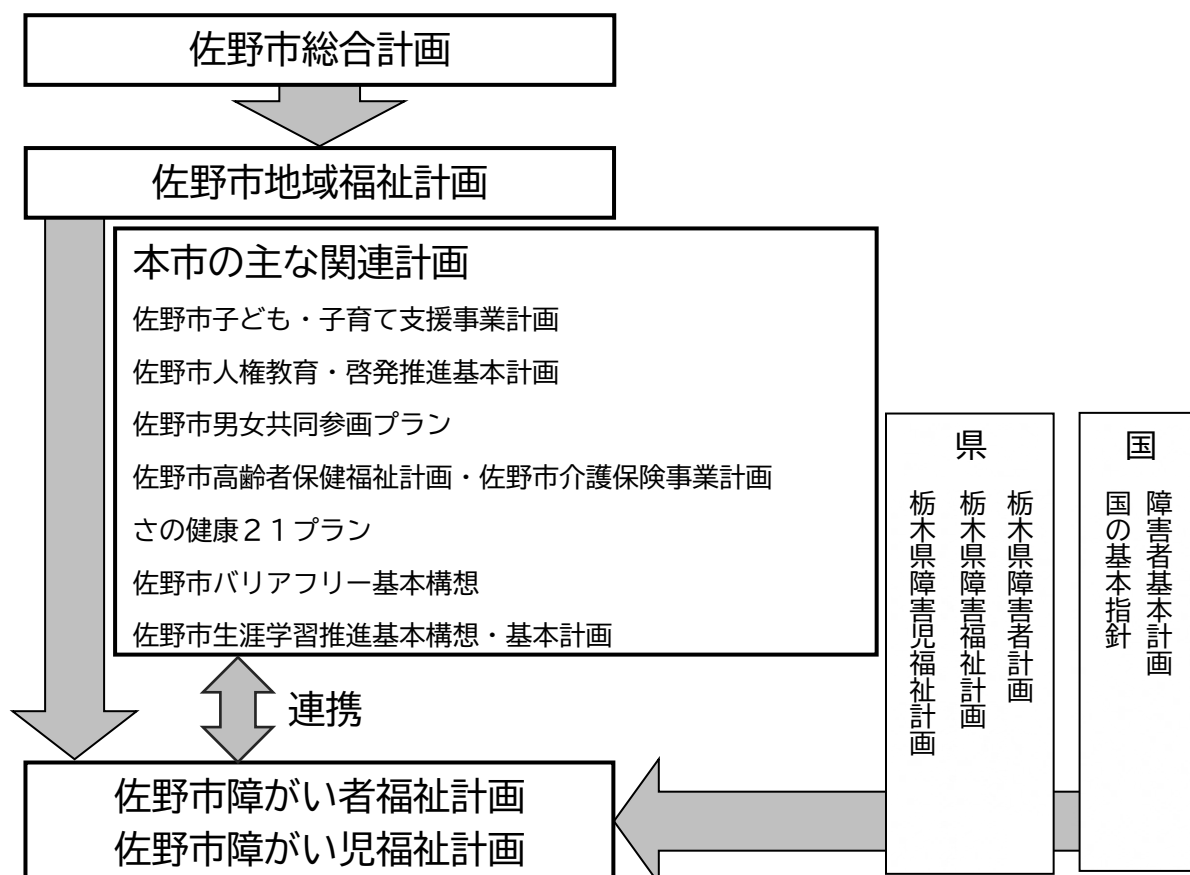 佐野市総合計画
佐野市地域福祉計画
本市の主な関連計画
佐野市子ども・子育て支援事業計画
佐野市人権教育・啓発推進基本計画
佐野市男女共同参画プラン
佐野市高齢者保健福祉計画・佐野市介護保険事業計画
さの健康２１プラン
佐野市バリアフリー基本構想
佐野市生涯学習推進基本構想・基本計画
連携
佐野市障がい者福祉計画
佐野市障がい児福祉計画
県
栃木県障害者計画
栃木県障害福祉計画
栃木県障害児福祉計画
国
障害者基本計画
国の基本指針